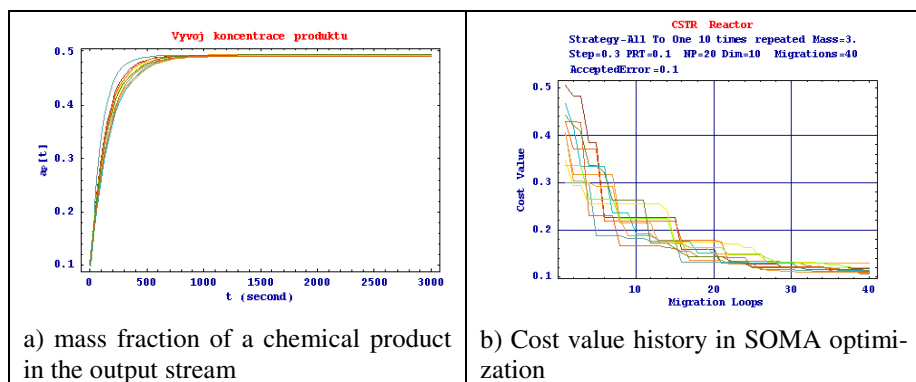 Vyvoj koncentrace produktu
0.5
0.4
0.3
0.2
0.1
aP[t]
0 500 1000 1500 2000 2500 3000
t (second)
a) mass fraction of a chemical product
in the output stream
CSTR Reactor
Strategy-All To One 10 times repeated Mass=3.
Step=0.3 PRT=0.1 NP=20 Dim=10 Migrations=40
AcceptedError=0.1
0.5
0.4
0.3
0.2
0.1
Cost Value
10 20 30 40
Migration Loops
b) Cost value history in SOMA optimi-
zation